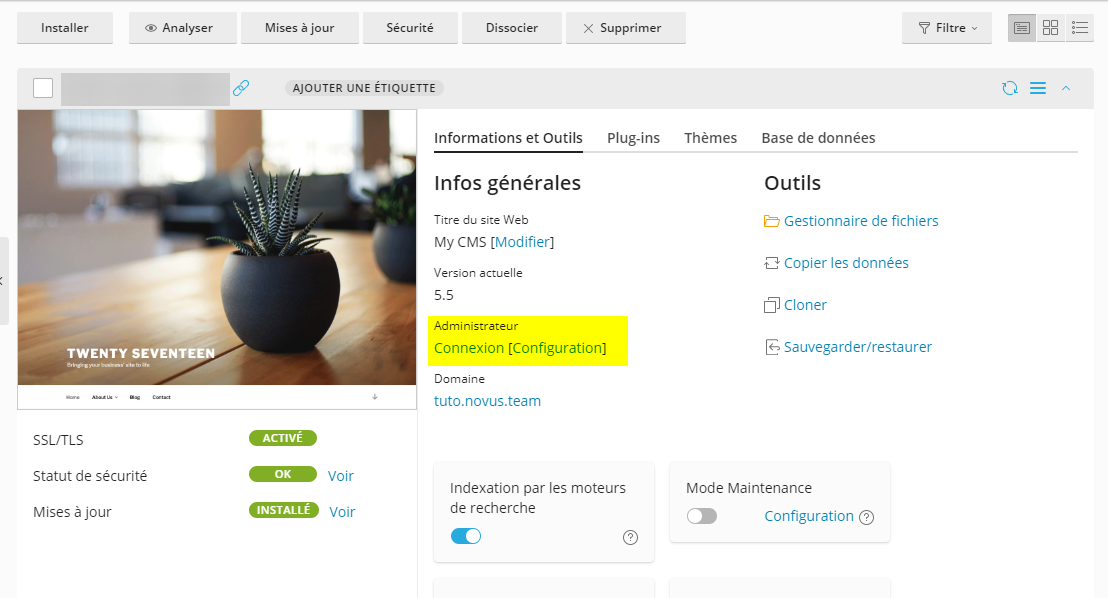 Installer
Analyser
Mises à jour
Sécurité
Dissocier
Supprimer
Filtre
AJOUTER UNE ÉTIQUETTE
TWENTY SEVENTEEN
Bringing your business' site to life
Home About Us Blog Contact
SSL/TLS ACTIVÉ
Statut de sécurité OK Voir
Mises à jour INSTALLÉ Voir
Informations et Outils Plug-ins Thèmes Base de données
Infos générales
Titre du site Web
My CMS [Modifier]
Version actuelle
5.5
Administrateur
Connexion [Configuration]
Domaine
tuto.novus.team
Outils
Gestionnaire de fichiers
Copier les données
Cloner
Sauvegarder/restaurer
Indexation par les moteurs
de recherche
?
Mode Maintenance
Configuration ?